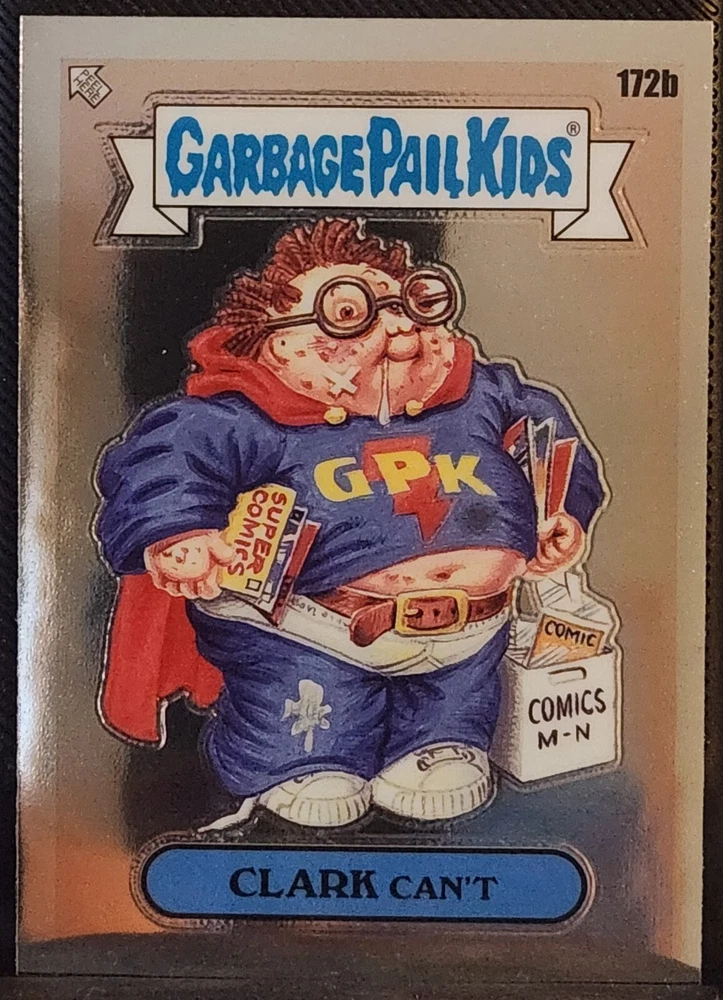 172b
GARBAGE PAIL KIDS®
GPK
SUPER
COMICS
COMIC
COMICS
M-N
CLARK CAN'T